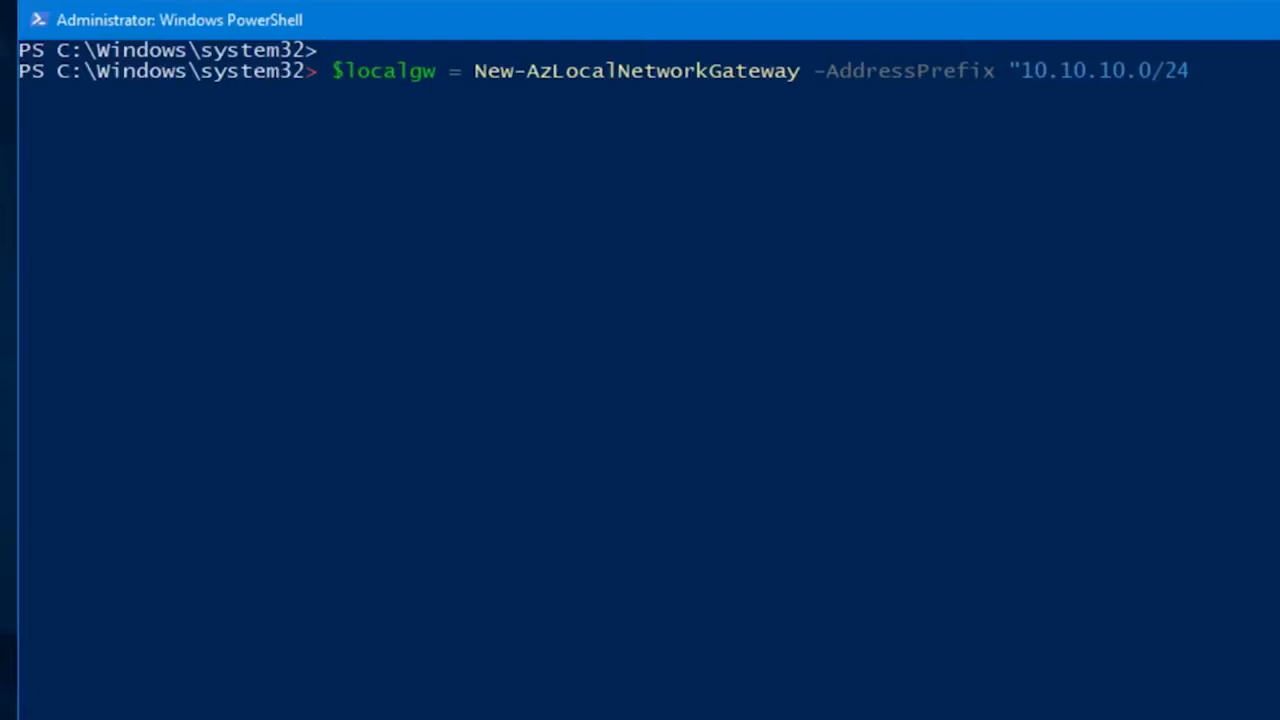 Administrator: Windows PowerShell
PS C:\Windows\system32>
PS C:\Windows\system32> $localgw = New-AzLocalNetworkGateway -AddressPrefix "10.10.10.0/24